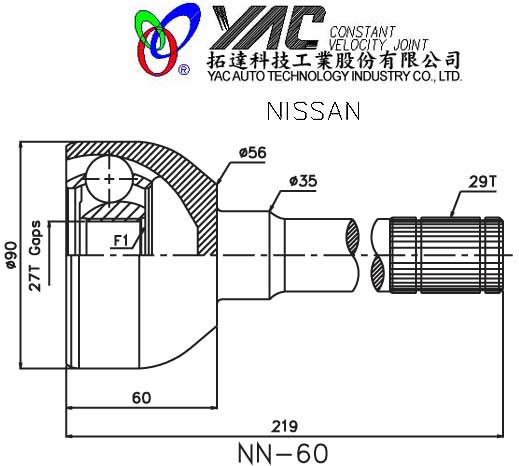 YAC CONSTANT
VELOCITY JOINT
®
拓達科技工業股份有限公司
YAC AUTO TECHNOLOGY INDUSTRY CO., LTD.
NISSAN
ø56
ø35
29T
ø90
27T Gaps
F1
60
219
NN-60